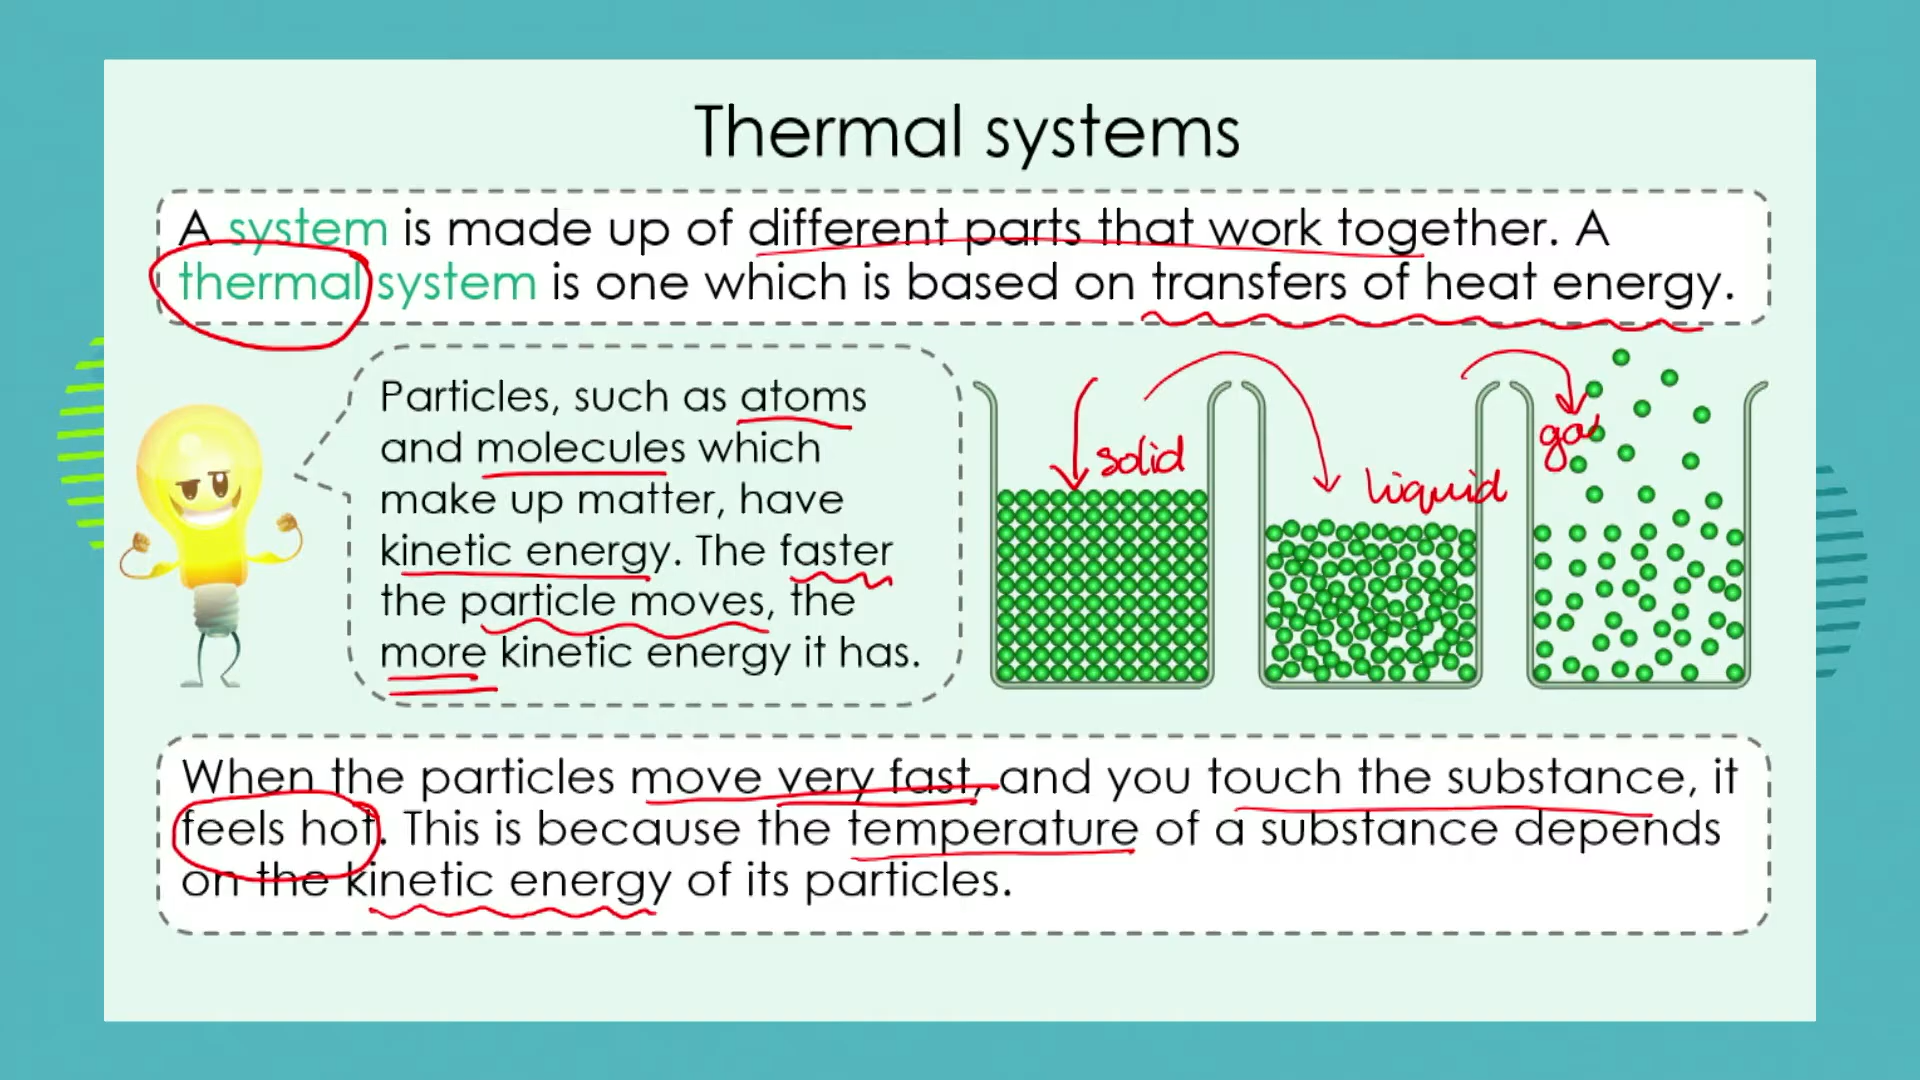 Thermal systems
A system is made up of different parts that work together. A
thermal system is one which is based on transfers of heat energy.
Particles, such as atoms
and molecules which
make up matter, have
kinetic energy. The faster
the particle moves, the
more kinetic energy it has.
solid
liquid
gas
When the particles move very fast, and you touch the substance, it
feels hot. This is because the temperature of a substance depends
on the kinetic energy of its particles.